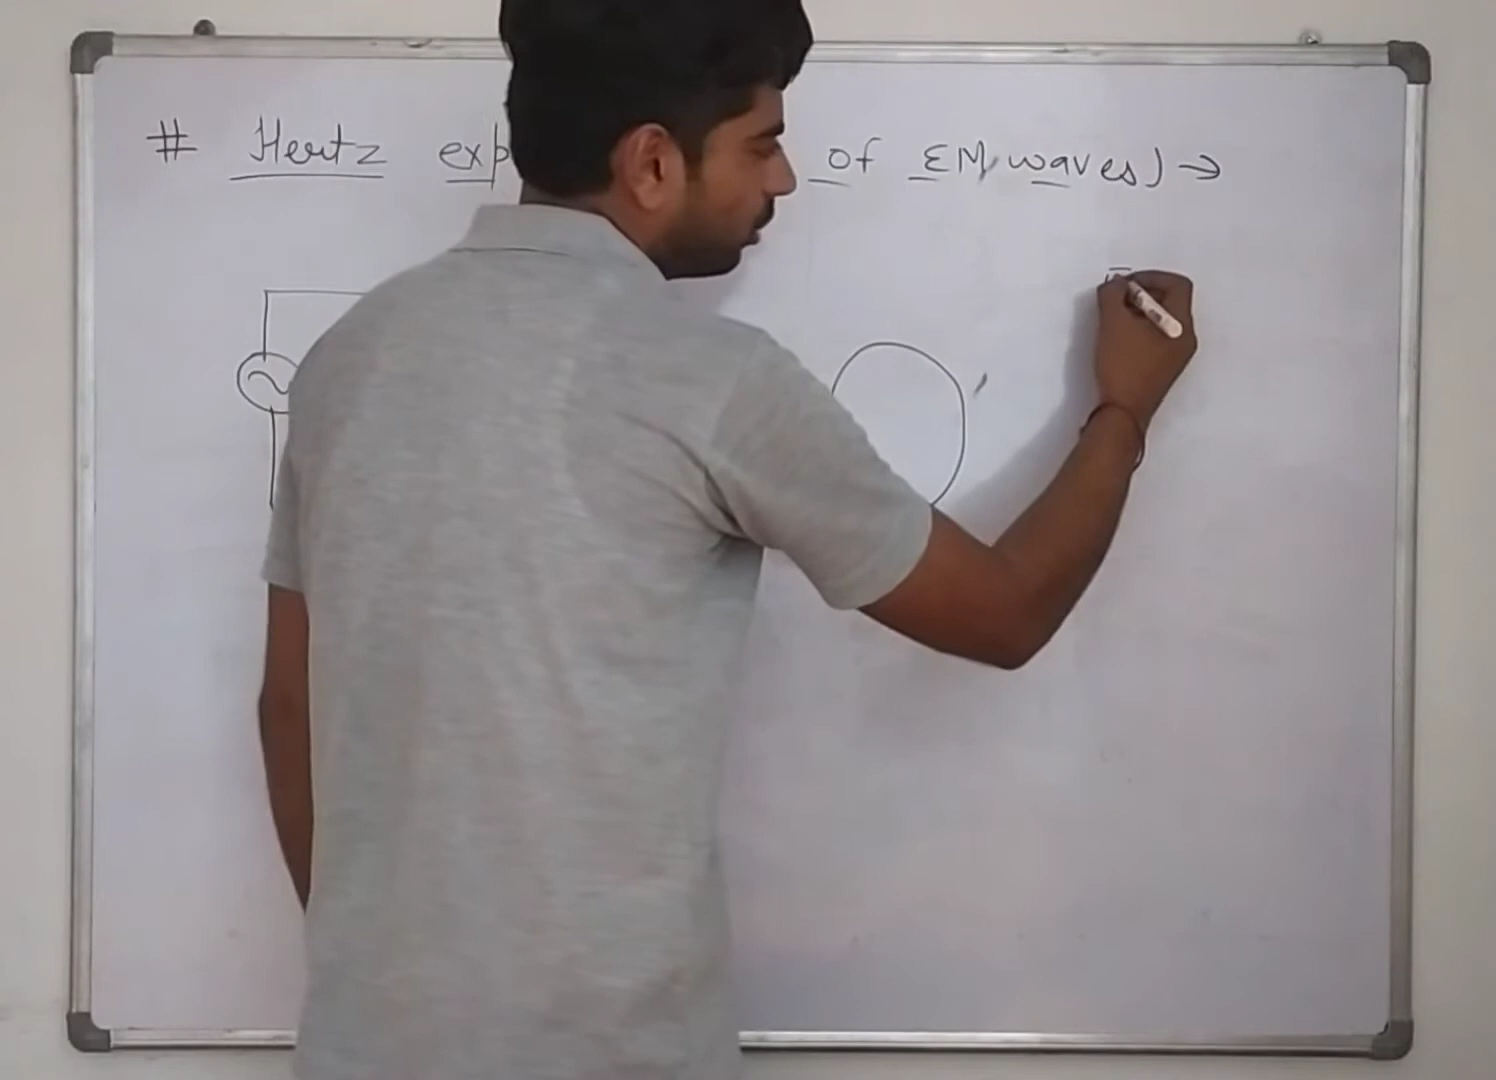 # Hertz exp of EM waves) →